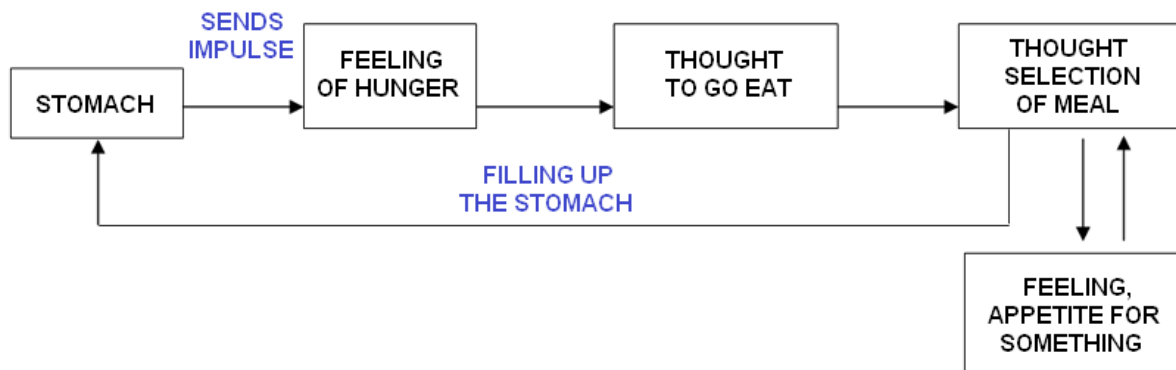 SENDS
IMPULSE
STOMACH
FEELING
OF HUNGER
THOUGHT
TO GO EAT
THOUGHT
SELECTION
OF MEAL
FILLING UP
THE STOMACH
FEELING,
APPETITE FOR
SOMETHING